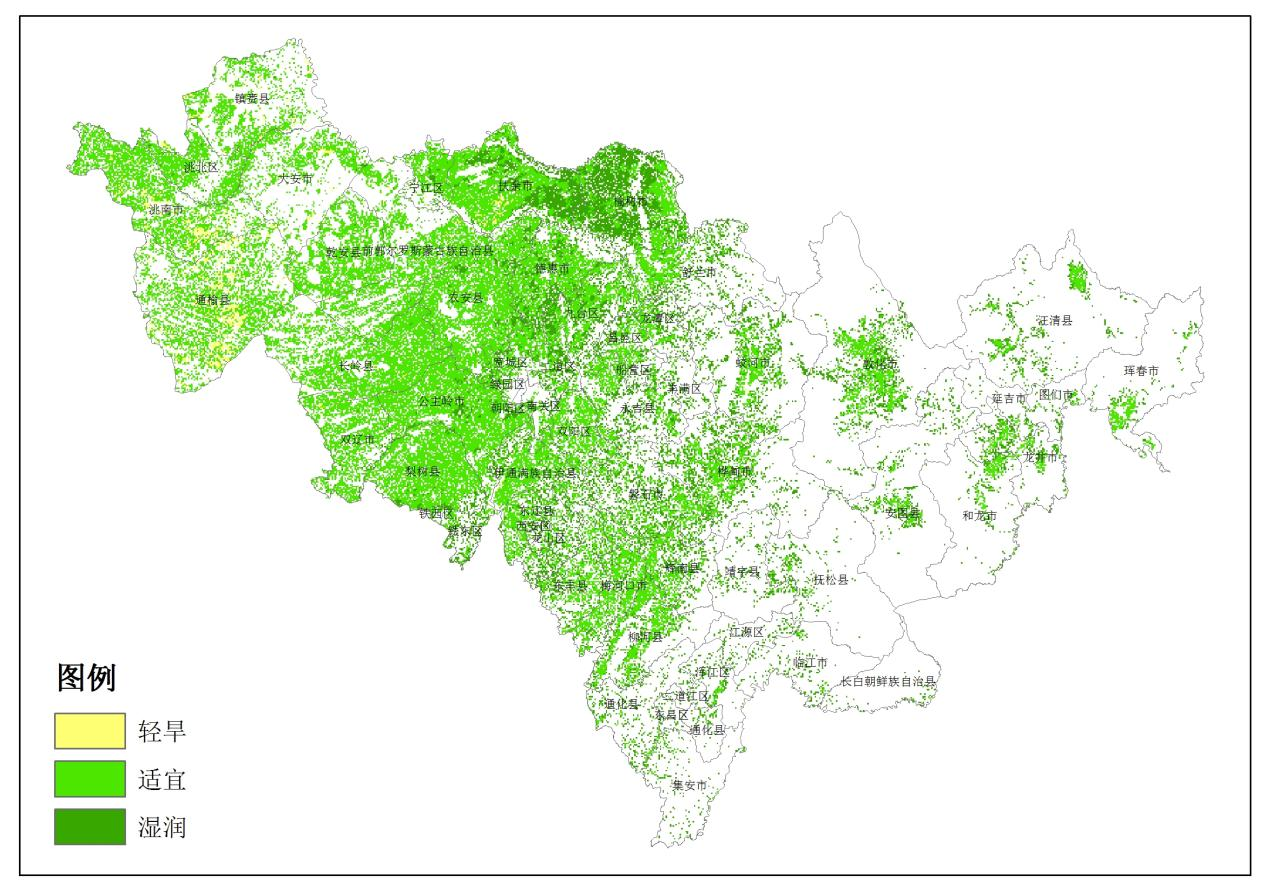 镇赉县
洮北区
大安市
洮南市
宁江区
扶余市
榆树市
乾安县
前郭尔罗斯蒙古族自治县
德惠市
舒兰市
通榆县
农安县
九台区
龙潭区
昌邑区
汪清县
长岭县
宽城区
船营区
蛟河市
敦化市
珲春市
绿园区
丰满区
延吉市
图们市
公主岭市
朝阳区
南关区
永吉县
双辽市
双阳区
龙井市
梨树县
伊通满族自治县
桦甸市
磐石市
铁西区
东辽县
安图县
和龙市
铁东区
西安区
龙山区
辉南县
靖宇县
抚松县
东丰县
梅河口市
柳河县
江源区
浑江区
临江市
长白朝鲜族自治县
通化县
二道江区
东昌区
通化县
集安市
图例
轻旱
适宜
湿润